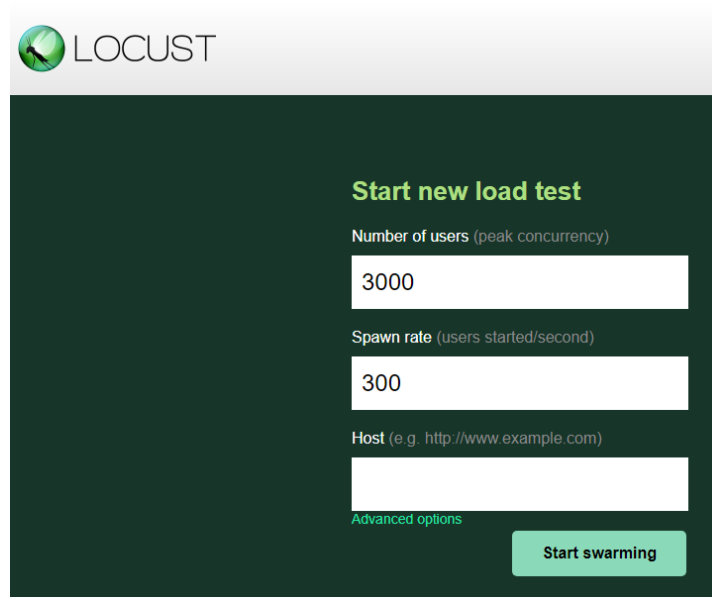 LOCUST
Start new load test
Number of users (peak concurrency)
3000
Spawn rate (users started/second)
300
Host (e.g. http://www.example.com)
Advanced options
Start swarming